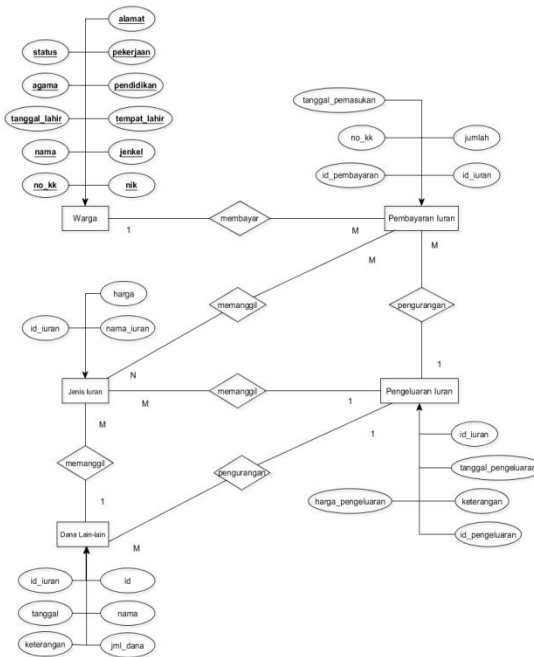 alamat
status
pekerjaan
agama
pendidikan
tanggal_lahir
tempat_lahir
nama
jenkel
no_kk
nik
Warga
1
membayar
M
Pembayaran Iuran
tanggal_pemasukan
no_kk
jumlah
id_pembayaran
id_iuran
M
M
memanggil
pengurangan
harga
id_iuran
nama_iuran
N
1
Jenis Iuran
M
memanggil
1
Pengeluaran Iuran
M
1
memanggil
pengurangan
id_iuran
tanggal_pengeluaran
harga_pengeluaran
keterangan
id_pengeluaran
1
Dana Lain-lain
M
id_iuran
id
tanggal
nama
keterangan
jml_dana